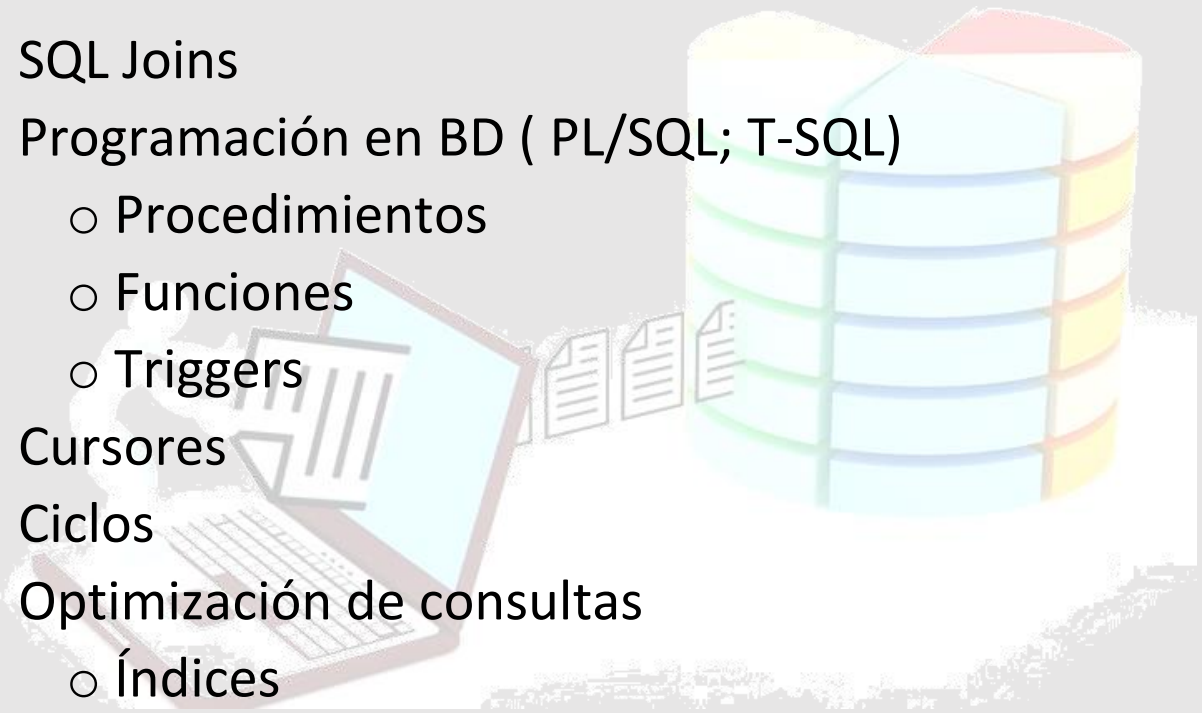 SQL Joins
Programación en BD ( PL/SQL; T-SQL)
o Procedimientos
o Funciones
o Triggers
Cursores
Ciclos
Optimización de consultas
o Índices